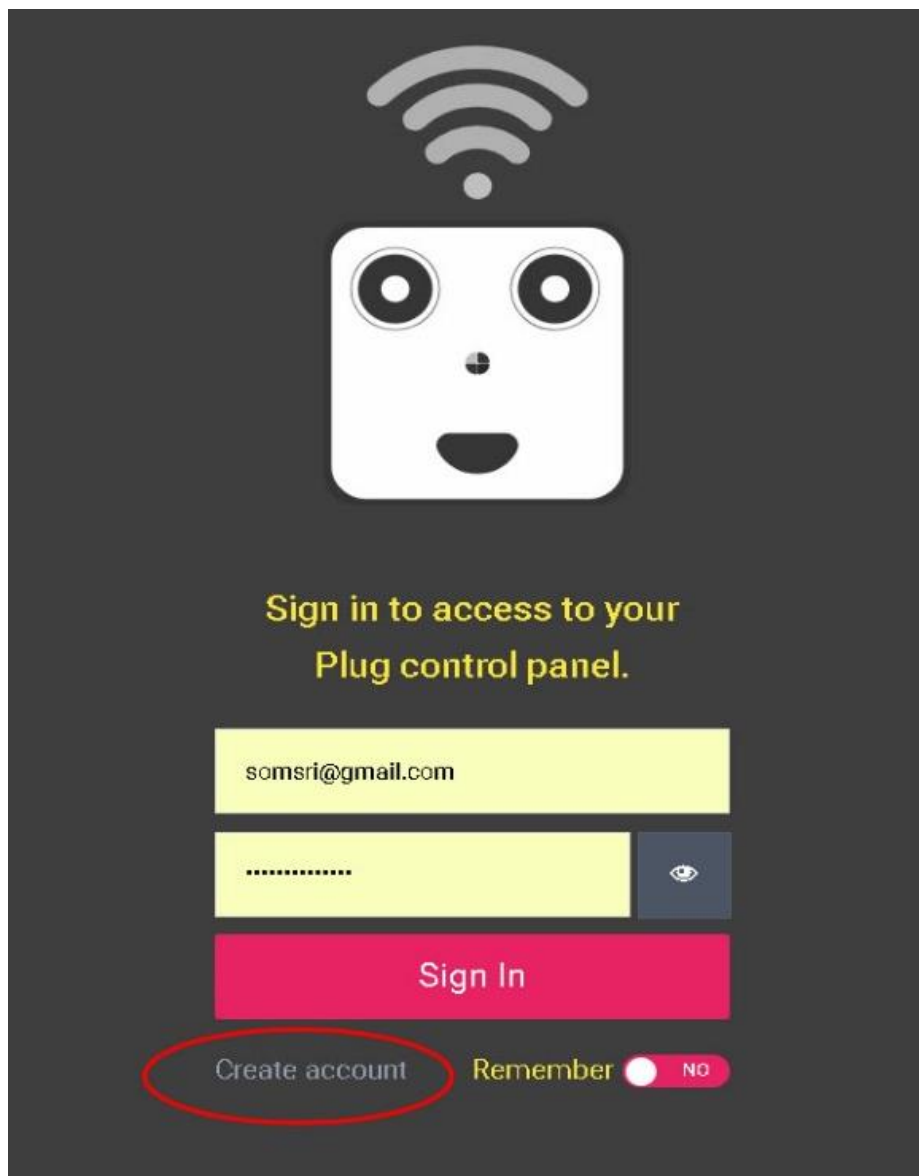 Sign in to access to your
Plug control panel.
somsri@gmail.com
••••••••••••••
Sign In
Create account
Remember NO